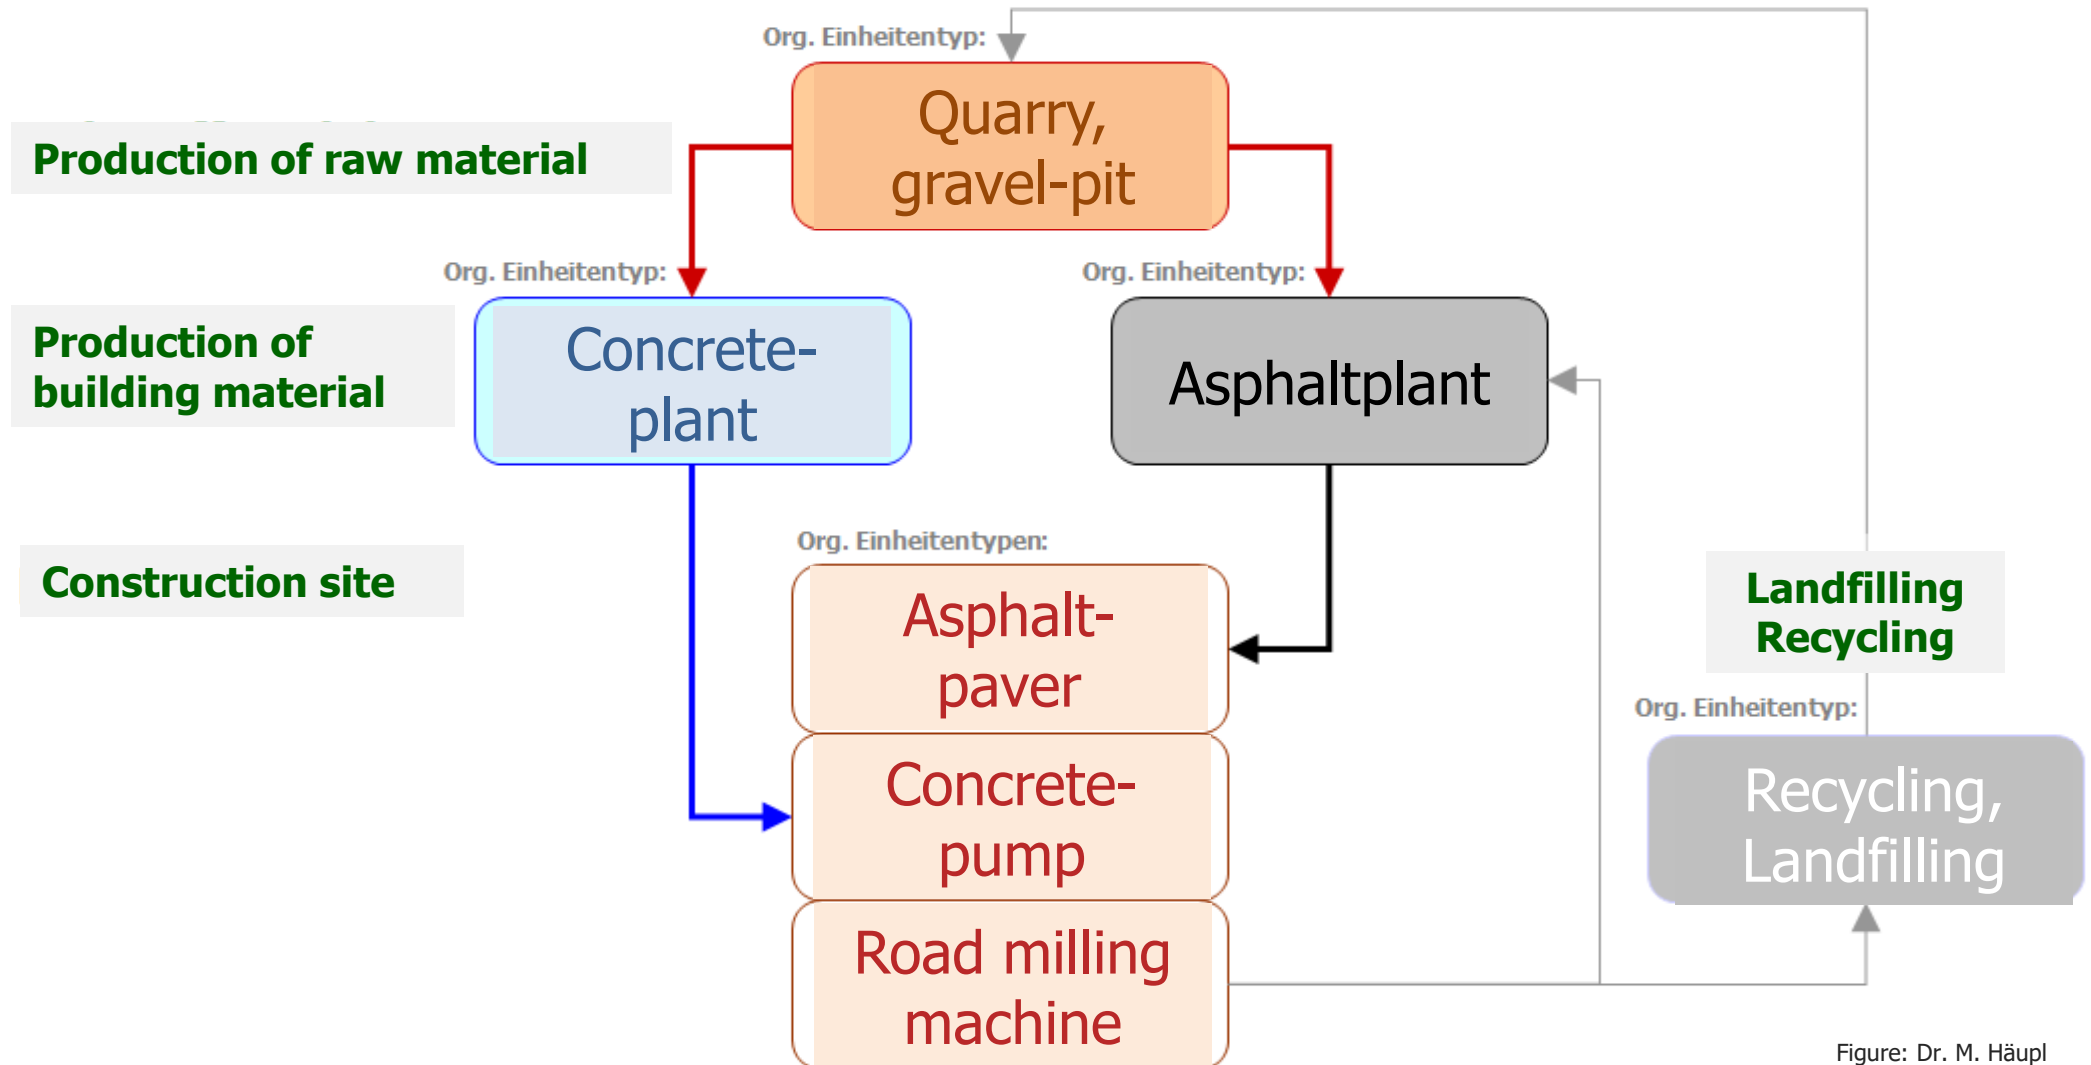 Org. Einheitentyp:
Quarry,
gravel-pit
Production of raw material
Org. Einheitentyp:
Org. Einheitentyp:
Production of
building material
Concrete-
plant
Asphaltplant
Org. Einheitentypen:
Construction site
Asphalt-
paver
Landfilling
Recycling
Org. Einheitentyp:
Concrete-
pump
Recycling,
Landfilling
Road milling
machine
Figure: Dr. M. Häupl